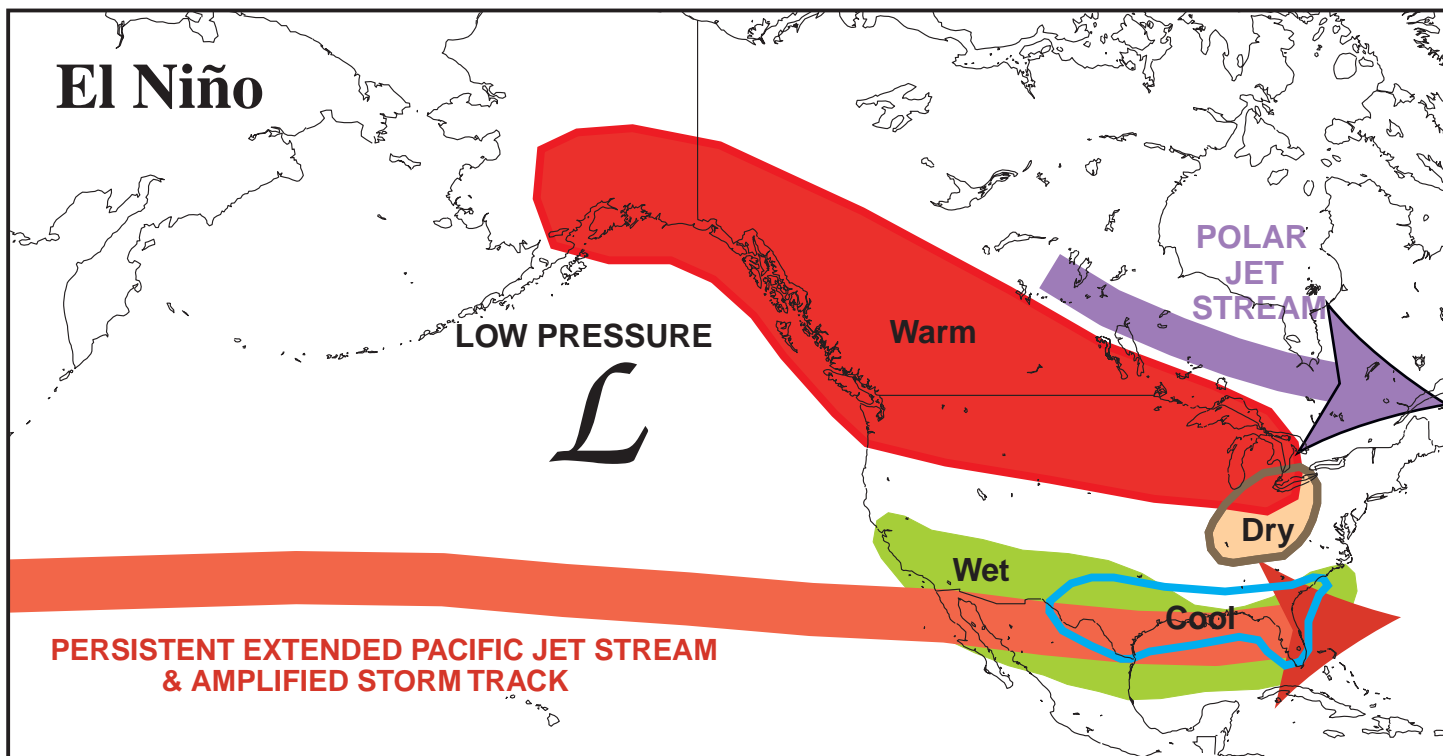 El Niño
POLAR
JET
STREAM
LOW PRESSURE
L
Warm
Dry
Wet
Cool
PERSISTENT EXTENDED PACIFIC JET STREAM
& AMPLIFIED STORM TRACK